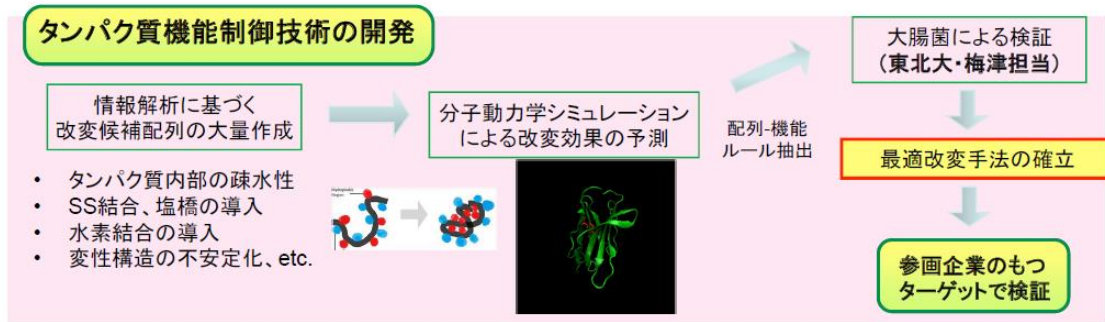 タンパク質機能制御技術の開発
情報解析に基づく
改変候補配列の大量作成
• タンパク質内部の疎水性
• SS結合、塩橋の導入
• 水素結合の導入
• 変性構造の不安定化、etc.
分子動力学シミュレーション
による改変効果の予測
配列-機能
ルール抽出
大腸菌による検証
（東北大・梅津担当）
最適改変手法の確立
参画企業のもつ
ターゲットで検証